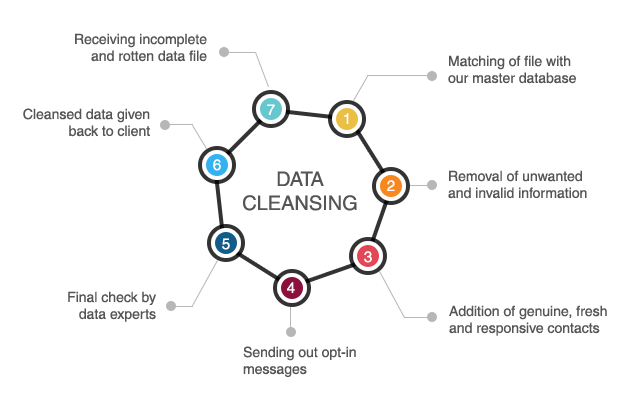 Receiving incomplete
and rotten data file
7
Matching of file with
our master database
1
Cleansed data given
back to client
6
DATA
CLEANSING
2
Removal of unwanted
and invalid information
5
Final check by
data experts
3
Addition of genuine, fresh
and responsive contacts
4
Sending out opt-in
messages